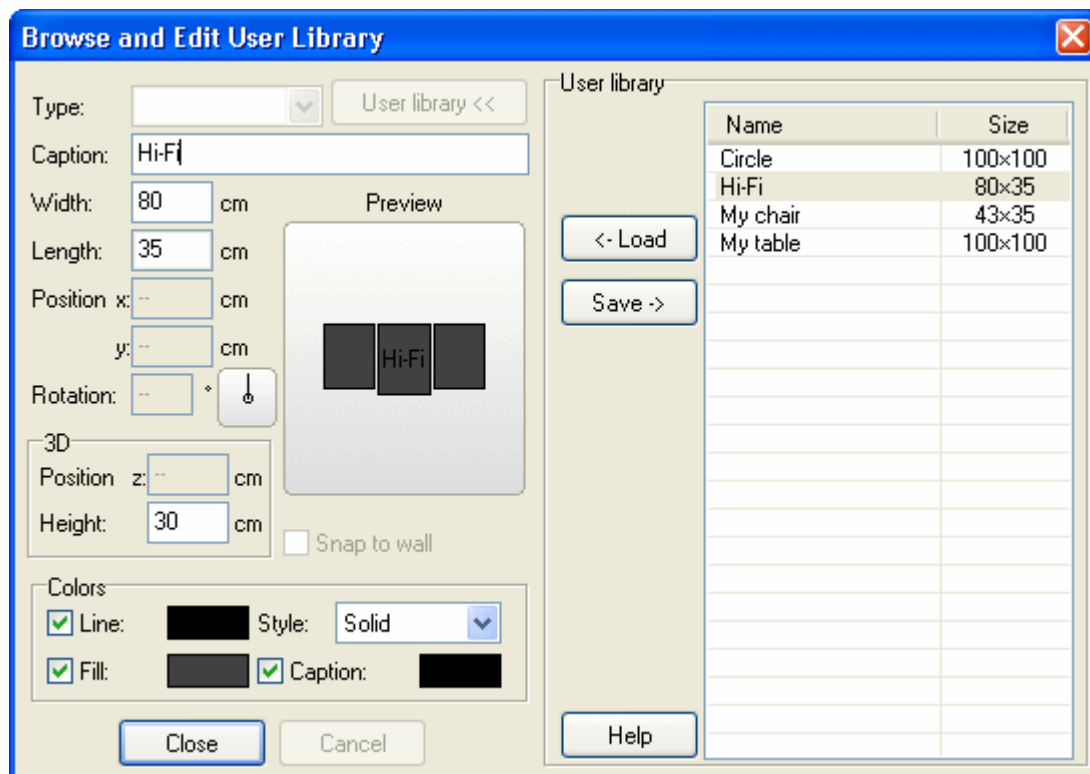 Browse and Edit User Library
Type:
User library <<
Caption: Hi-Fi
Width: 80 cm
Length: 35 cm
Position x: -- cm
y: -- cm
Rotation: -- °
Preview
Hi-Fi
3D
Position z: -- cm
Height: 30 cm
Snap to wall
Colors
Line: Style: Solid
Fill: Caption:
Close Cancel
User library
<- Load
Save ->
Help
Name Size
Circle 100×100
Hi-Fi 80×35
My chair 43×35
My table 100×100